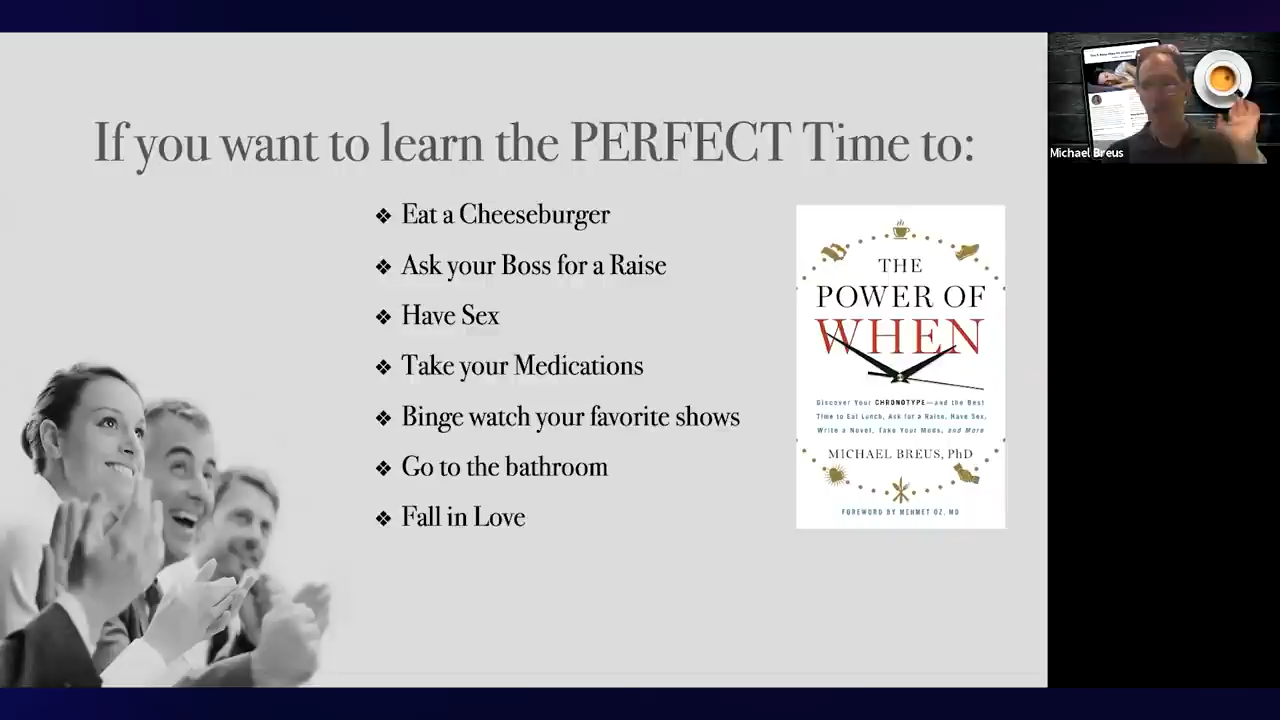 If you want to learn the PERFECT Time to:
❖ Eat a Cheeseburger
❖ Ask your Boss for a Raise
❖ Have Sex
❖ Take your Medications
❖ Binge watch your favorite shows
❖ Go to the bathroom
❖ Fall in Love
THE
POWER OF
WHEN
Discover Your CHRONOTYPE—and the Best
Time to Eat Lunch, Ask for a Raise, Have Sex,
Write a Novel, Take Your Meds, and More
MICHAEL BREUS, PhD
FOREWORD BY MEHMET OZ, MD
Michael Breus